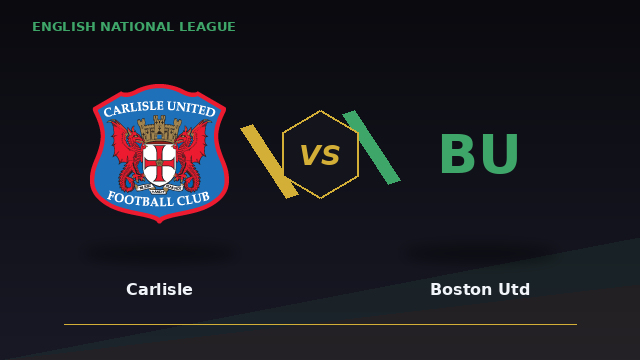 ENGLISH NATIONAL LEAGUE
CARLISLE UNITED
FOOTBALL CLUB
VS
BU
Carlisle
Boston Utd